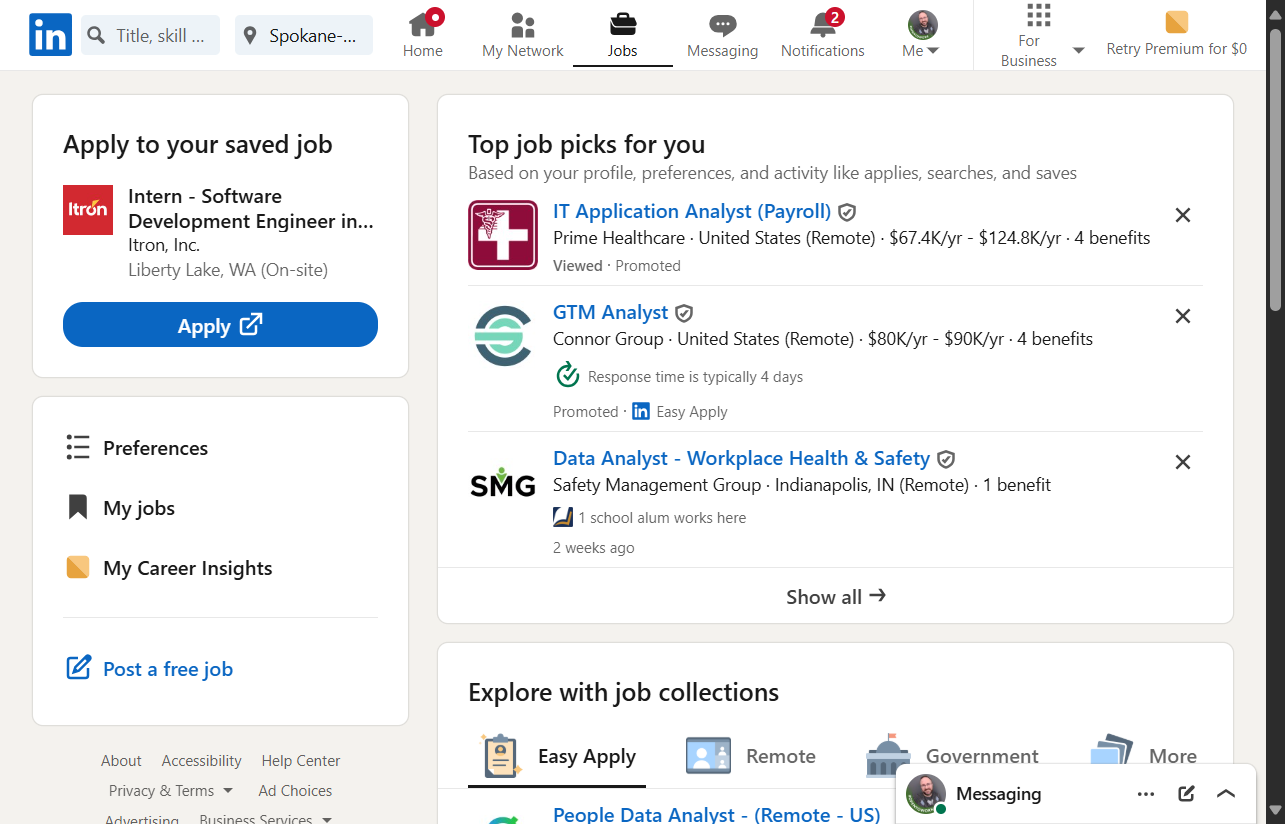 in
Title, skill ...
Spokane-...
Home
My Network
Jobs
Messaging
2
Notifications
Me
For
Business
Retry Premium for $0
Apply to your saved job
Itrón
Intern - Software
Development Engineer in...
Itron, Inc.
Liberty Lake, WA (On-site)
Apply
Preferences
My jobs
My Career Insights
Post a free job
About
Accessibility
Help Center
Privacy & Terms
Ad Choices
Advertising
Business Services
Top job picks for you
Based on your profile, preferences, and activity like applies, searches, and saves
IT Application Analyst (Payroll)
Prime Healthcare · United States (Remote) · $67.4K/yr - $124.8K/yr · 4 benefits
Viewed · Promoted
GTM Analyst
Connor Group · United States (Remote) · $80K/yr - $90K/yr · 4 benefits
Response time is typically 4 days
Promoted · in Easy Apply
SMG
Data Analyst - Workplace Health & Safety
Safety Management Group · Indianapolis, IN (Remote) · 1 benefit
1 school alum works here
2 weeks ago
Show all →
Explore with job collections
Easy Apply
Remote
Government
More
People Data Analyst - (Remote - US)
Messaging